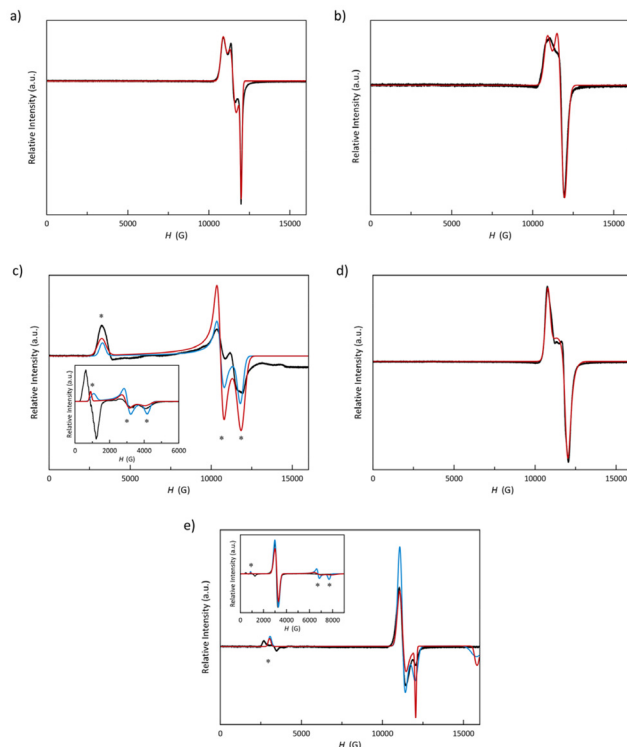 a)
Relative Intensity (a.u.)
0 5000 10000 15000
H (G)
b)
Relative Intensity (a.u.)
0 5000 10000 15000
H (G)
c)
Relative Intensity (a.u.)
*
Relative Intensity (a.u.)
*
* *
0 2000 4000 6000
H (G)
* *
0 5000 10000 15000
H (G)
d)
Relative Intensity (a.u.)
0 5000 10000 15000
H (G)
e)
Relative Intensity (a.u.)
Relative Intensity (a.u.)
*
* *
0 2000 4000 6000 8000
H (G)
*
0 5000 10000 15000
H (G)